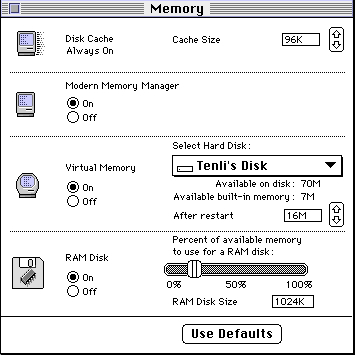 Memory
Disk Cache
Always On
Cache Size
96K
Modern Memory Manager
On
Off
Select Hard Disk:
Virtual Memory
Tenli's Disk
On
Off
Available on disk: 70M
Available built-in memory: 7M
After restart
16M
Percent of available memory
to use for a RAM disk:
RAM Disk
On
Off
0% 50% 100%
RAM Disk Size
1024K
Use Defaults